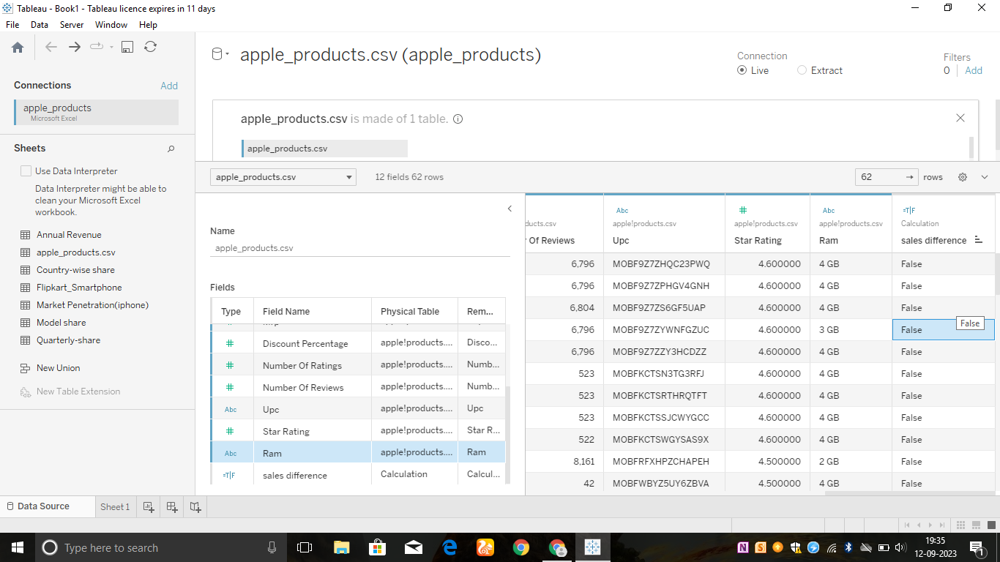 Tableau - Book1 - Tableau licence expires in 11 days
File Data Server Window Help
Connections Add
apple_products
Microsoft Excel
Sheets
Use Data Interpreter
Data Interpreter might be able to
clean your Microsoft Excel
workbook.
Annual Revenue
apple_products.csv
Country-wise share
Flipkart_Smartphone
Market Penetration(iphone)
Model share
Quarterly-share
New Union
New Table Extension
apple_products.csv (apple_products)
Connection
Live Extract
Filters
0 Add
apple_products.csv is made of 1 table.
apple_products.csv
apple_products.csv 12 fields 62 rows 62 rows
Name
apple_products.csv
Fields
Type Field Name Physical Table Rem...
# Discount Percentage apple!products.... Disco...
# Number Of Ratings apple!products.... Numb...
# Number Of Reviews apple!products.... Numb...
Abc Upc apple!products.... Upc
# Star Rating apple!products.... Star R...
Abc Ram apple!products.... Ram
=T|F sales difference Calculation Calcul...
Abc # Abc =T|F
ducts.csv apple!products.csv apple!products.csv apple!products.csv Calculation
Of Reviews Upc Star Rating Ram sales difference
6,796 MOBF9Z7ZHQC23PWQ 4.600000 4 GB False
6,796 MOBF9Z7ZPHGV4GNH 4.600000 4 GB False
6,804 MOBF9Z7ZS6GF5UAP 4.600000 4 GB False
6,796 MOBF9Z7ZYWNFGZUC 4.600000 3 GB False
False
6,796 MOBF9Z7ZZY3HCDZZ 4.600000 4 GB False
523 MOBFKCTSN3TG3RFJ 4.600000 4 GB False
523 MOBFKCTSRTHRQTFT 4.600000 4 GB False
523 MOBFKCTSSJCWYGCC 4.600000 4 GB False
522 MOBFKCTSWGYSAS9X 4.600000 4 GB False
8,161 MOBFRFXHPZCHAPEH 4.500000 2 GB False
42 MOBFWBYZ5UY6ZBVA 4.500000 4 GB False
Data Source Sheet 1
Type here to search
19:35
12-09-2023
1